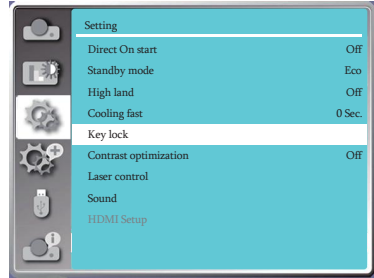 Setting
Direct On start Off
Standby mode Eco
High land Off
Cooling fast 0 Sec.
Key lock
Contrast optimization Off
Laser control
Sound
HDMI Setup